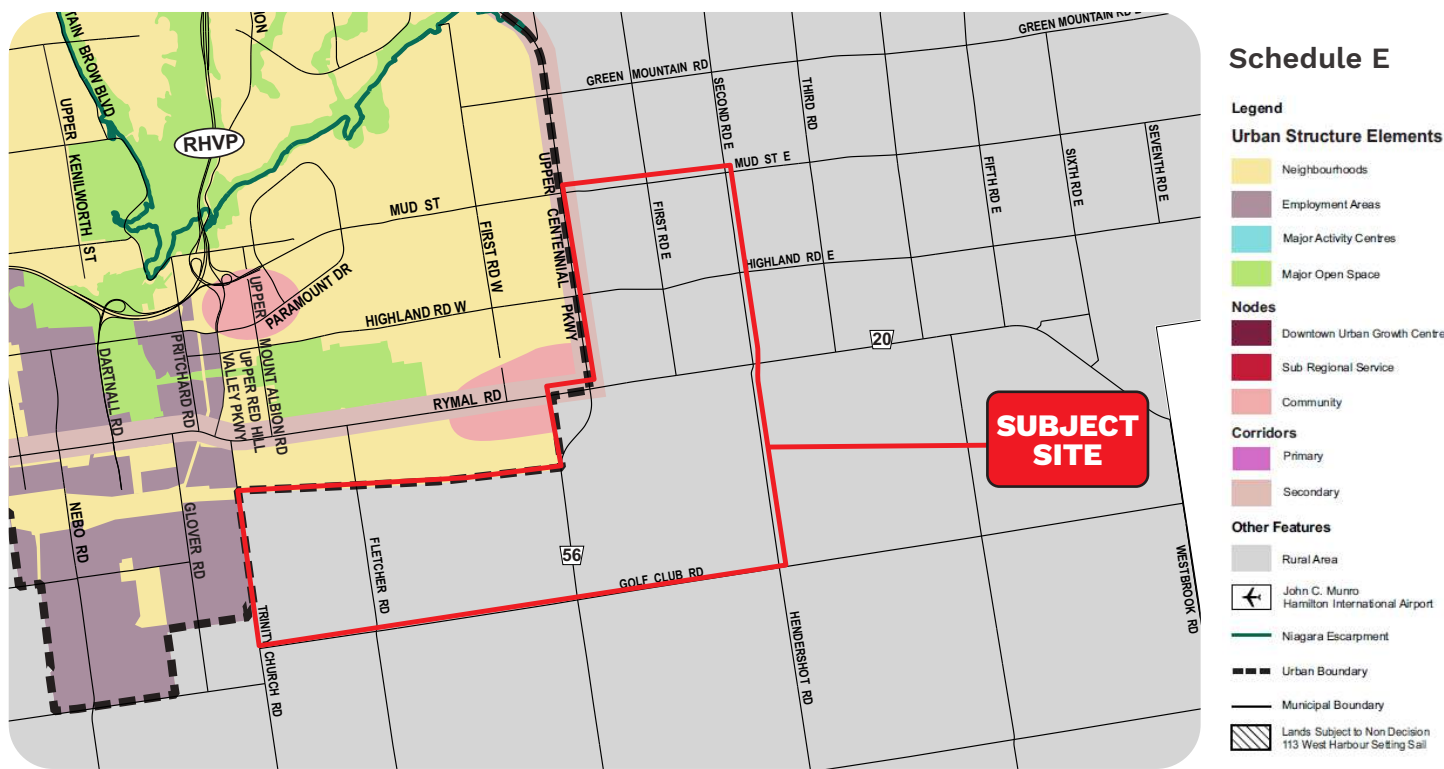 TAIN BROW BLVD
GREEN MOUNTAIN RD
GREEN MOUNTAIN RD
SECOND RD E
THIRD RD
UPPER
KENILWORTH ST
RHVP
UPPER CENTENNIAL PKWY
MUD ST E
FIFTH RD E
SIXTH RD E
SEVENTH RD E
MUD ST
FIRST RD W
FIRST RD E
HIGHLAND RD E
UPPER
PARAMOUNT DR
HIGHLAND RD W
20
DARTNALL RD
PRITCHARD RD
UPPER RED HILL
VALLEY PKWY
MOUNT ALBION RD
RYMAL RD
SUBJECT
SITE
NEBO RD
GLOVER RD
FLETCHER RD
56
GOLF CLUB RD
WESTBROOK RD
TRINITY CHURCH RD
HENDERSHOT RD
Schedule E
Legend
Urban Structure Elements
Neighbourhoods
Employment Areas
Major Activity Centres
Major Open Space
Nodes
Downtown Urban Growth Centre
Sub Regional Service
Community
Corridors
Primary
Secondary
Other Features
Rural Area
John C. Munro
Hamilton International Airport
Niagara Escarpment
Urban Boundary
Municipal Boundary
Lands Subject to Non Decision
113 West Harbour Setting Sail